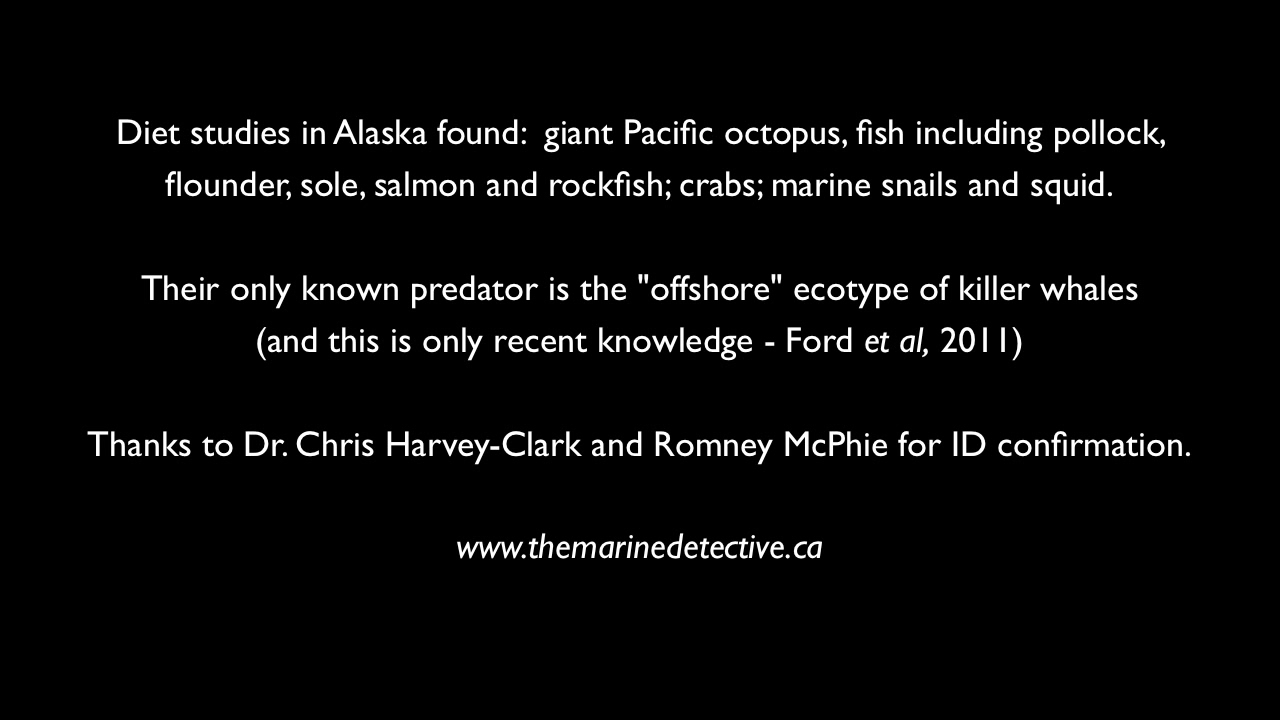 Diet studies in Alaska found:  giant Pacific octopus, fish including pollock,
flounder, sole, salmon and rockfish; crabs; marine snails and squid.
Their only known predator is the "offshore" ecotype of killer whales
(and this is only recent knowledge - Ford et al, 2011)
Thanks to Dr. Chris Harvey-Clark and Romney McPhie for ID confirmation.
www.themarinedetective.ca